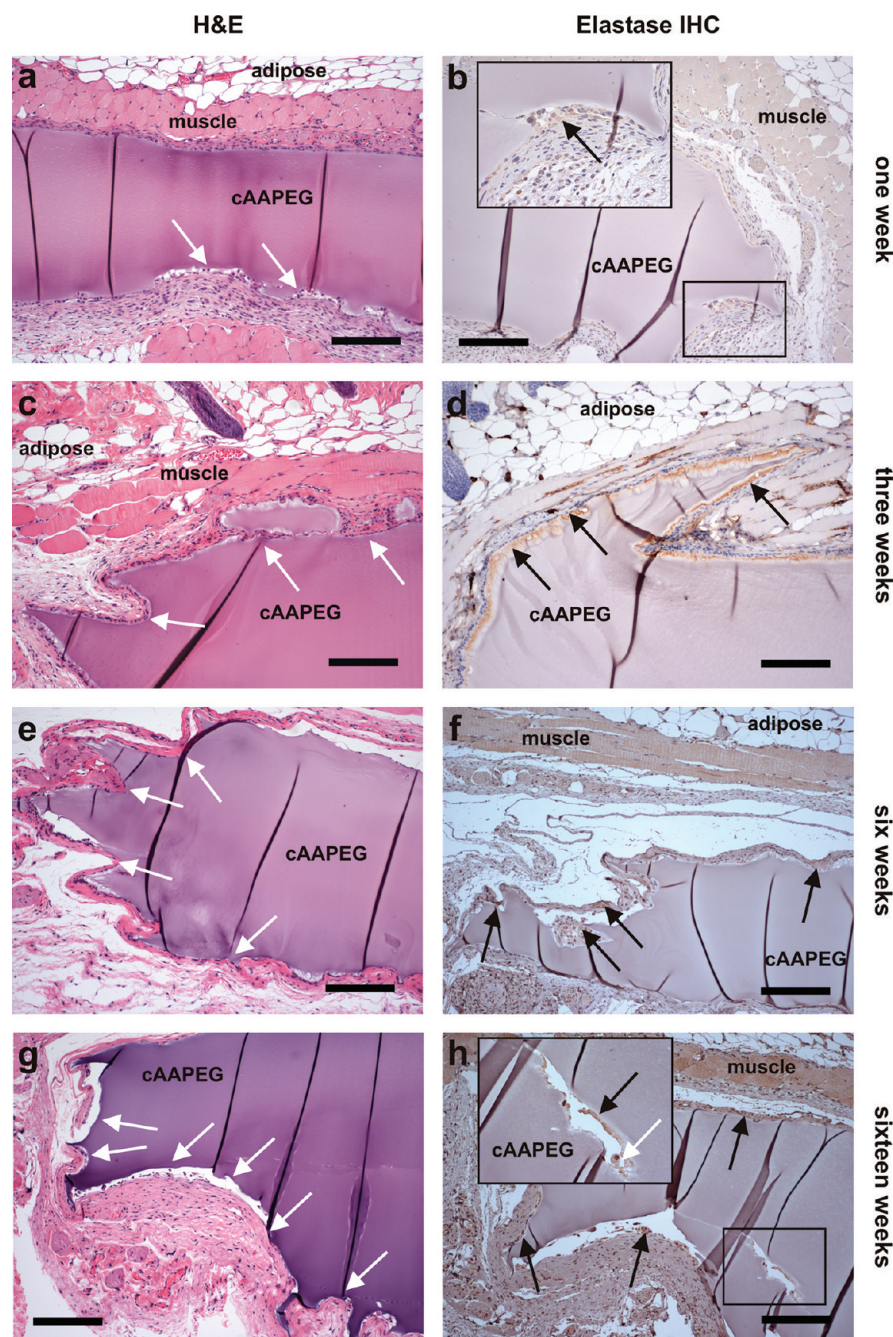 H&E
Elastase IHC
a
adipose
muscle
cAAPEG
b
muscle
cAAPEG
one week
c
adipose
muscle
cAAPEG
d
adipose
cAAPEG
three weeks
e
cAAPEG
f
muscle
adipose
cAAPEG
six weeks
g
cAAPEG
h
muscle
cAAPEG
sixteen weeks